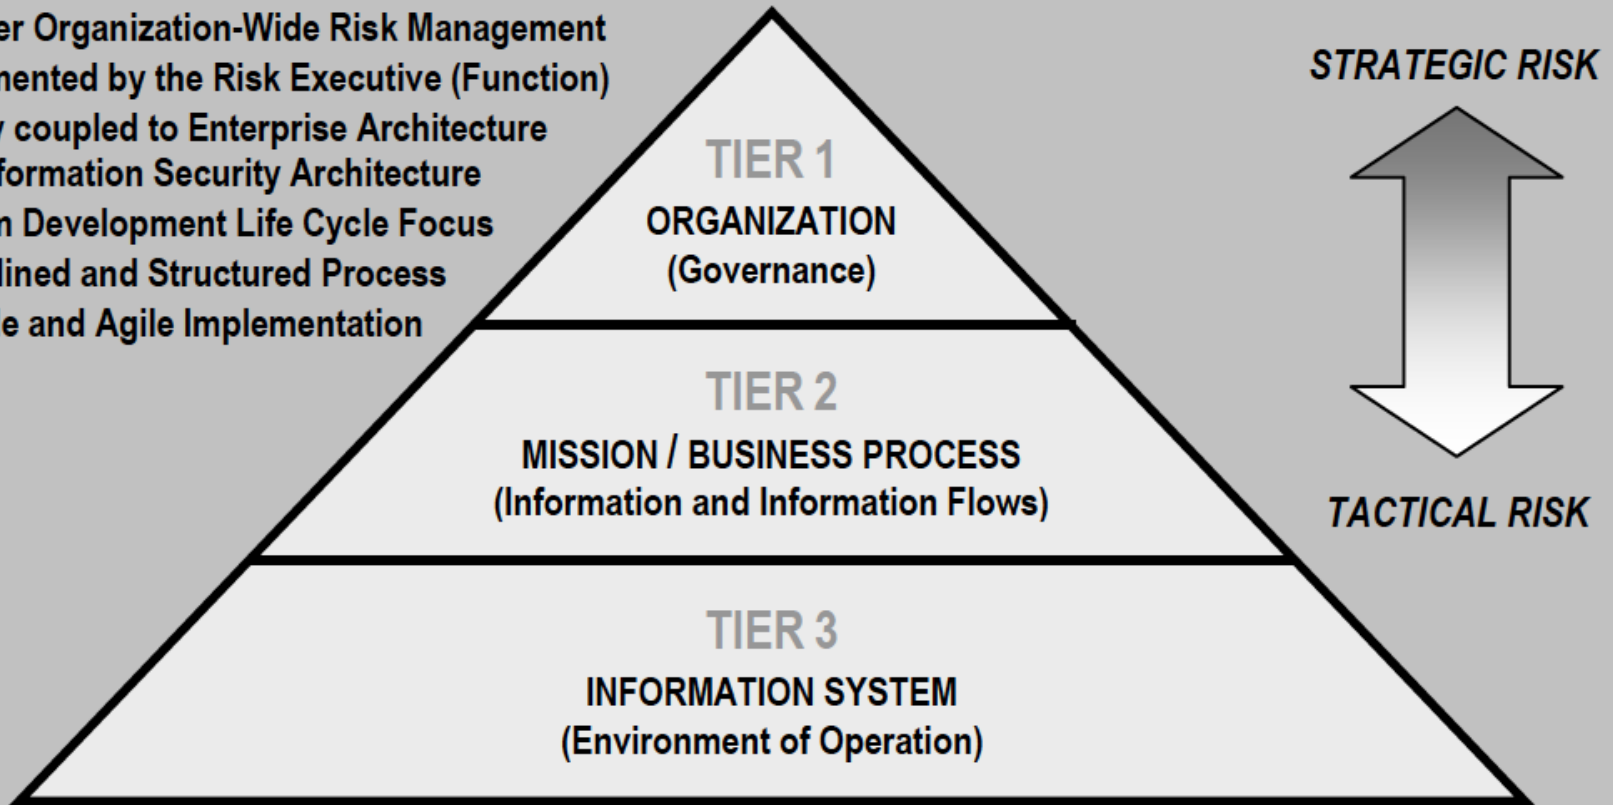 er Organization-Wide Risk Management
mented by the Risk Executive (Function)
y coupled to Enterprise Architecture
formation Security Architecture
m Development Life Cycle Focus
lined and Structured Process
le and Agile Implementation
TIER 1
ORGANIZATION
(Governance)
TIER 2
MISSION / BUSINESS PROCESS
(Information and Information Flows)
TIER 3
INFORMATION SYSTEM
(Environment of Operation)
STRATEGIC RISK
TACTICAL RISK